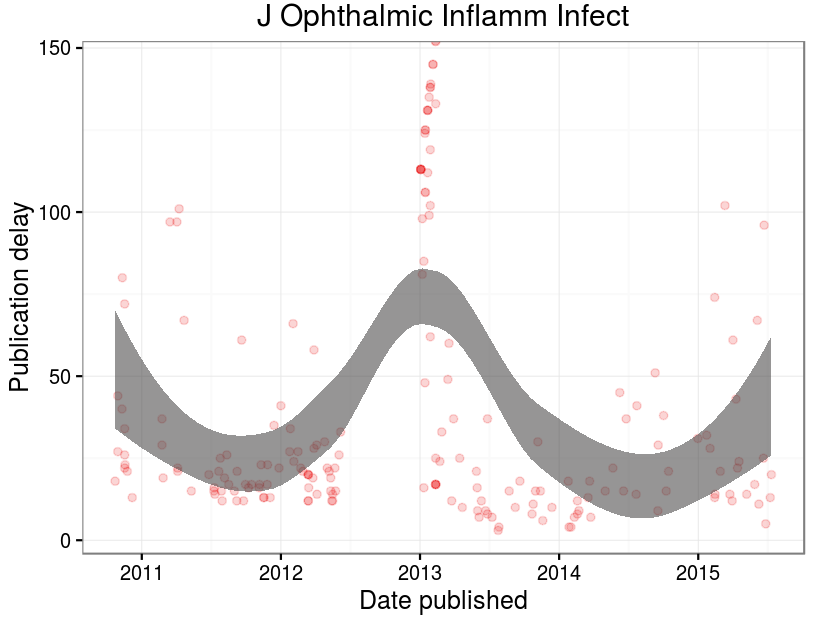 J Ophthalmic Inflamm Infect
Publication delay
150
100
50
0
2011 2012 2013 2014 2015
Date published